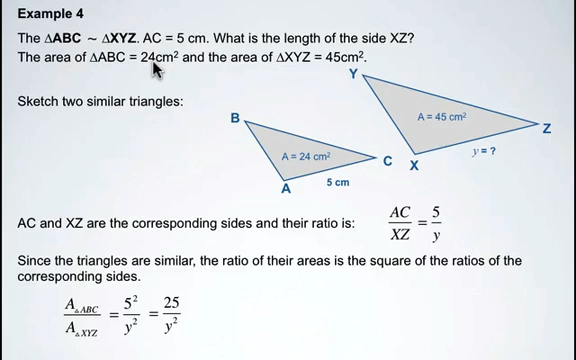 Example 4
The ΔABC ~ ΔXYZ. AC = 5 cm. What is the length of the side XZ?
The area of ΔABC = 24cm² and the area of ΔXYZ = 45cm².
Sketch two similar triangles:
Y
B
A = 45 cm²
Z
A = 24 cm²
C
X
y = ?
A
5 cm
AC and XZ are the corresponding sides and their ratio is: AC/XZ = 5/y
Since the triangles are similar, the ratio of their areas is the square of the ratios of the
corresponding sides.
A△ABC/A△XYZ = 5²/y² = 25/y²